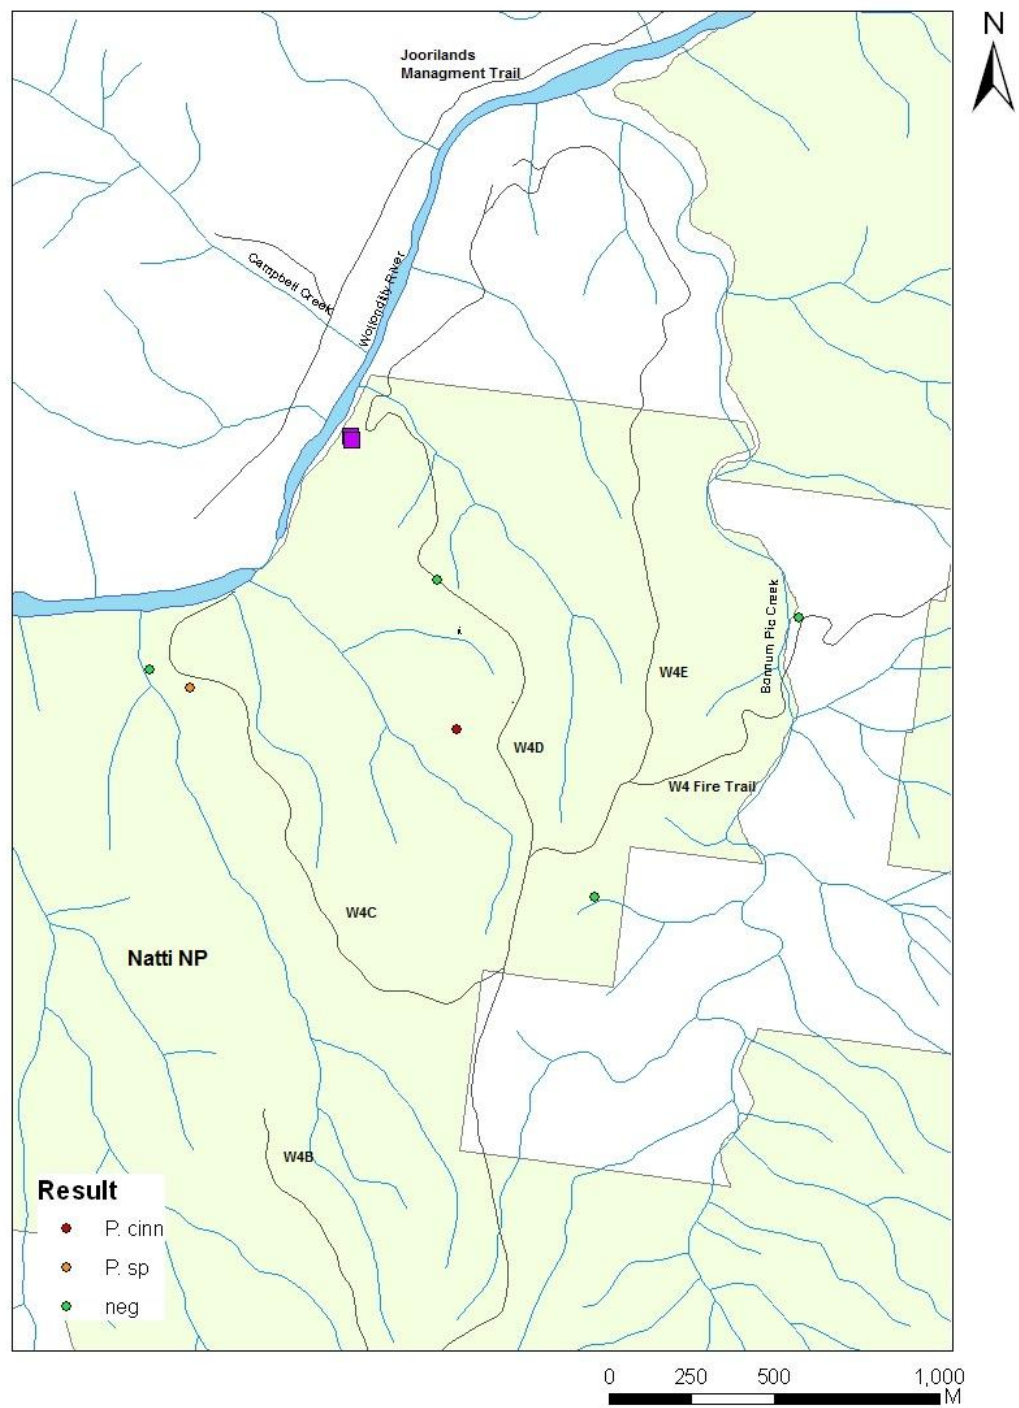 N
Joorilands
Managment Trail
Campbell Creek
Wollondilly River
Bannum Pic Creek
W4E
W4D
W4 Fire Trail
W4C
Natti NP
W4B
Result
P. cinn
P. sp
neg
0 250 500 1,000
M